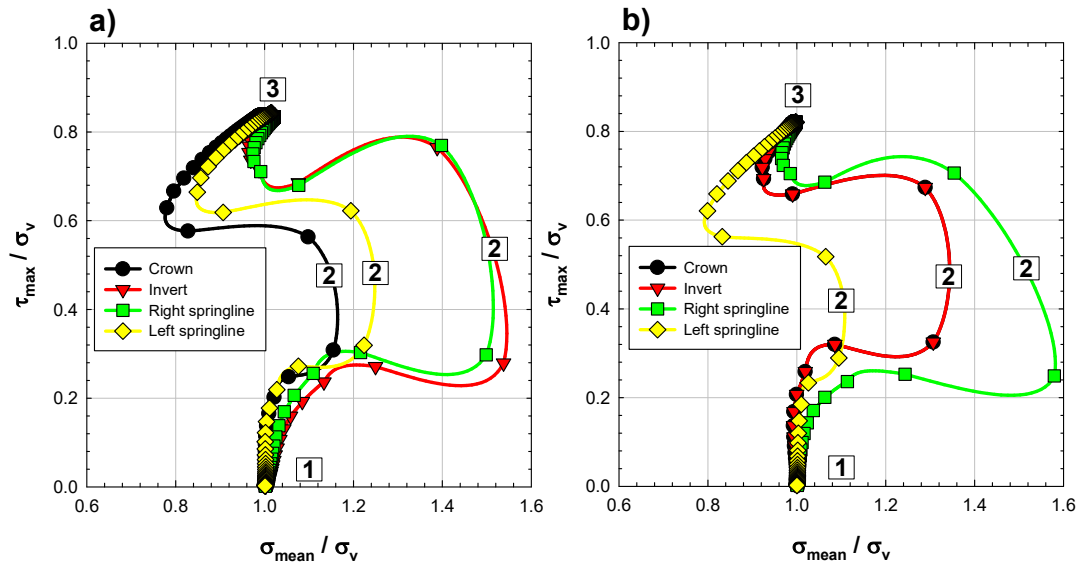 a)
1.0
0.8
0.6
0.4
0.2
0.0
τmax / σv
3
2
2
2
1
Crown
Invert
Right springline
Left springline
0.6 0.8 1.0 1.2 1.4 1.6
σmean / σv
b)
1.0
0.8
0.6
0.4
0.2
0.0
τmax / σv
3
2
2
2
1
Crown
Invert
Right springline
Left springline
0.6 0.8 1.0 1.2 1.4 1.6
σmean / σv